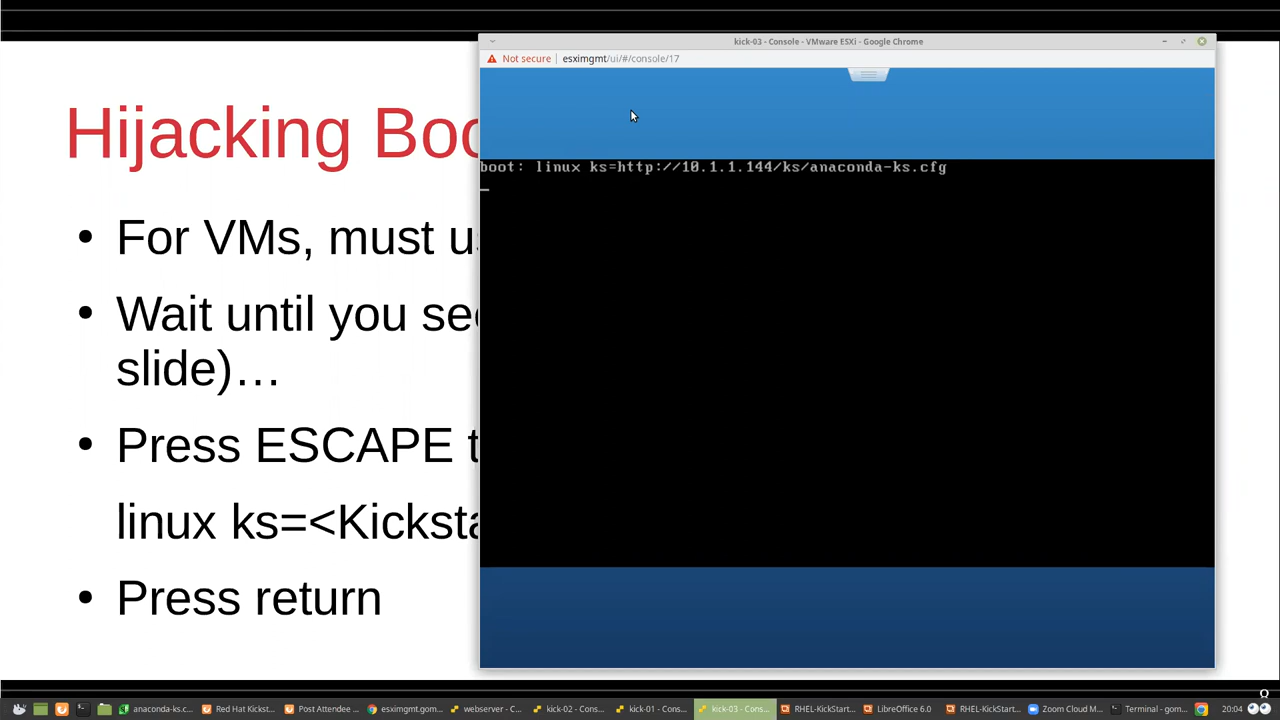 kick-03 - Console - VMware ESXi - Google Chrome
Not secure esximgmt/ui/#/console/17
boot: linux ks=http://10.1.1.144/ks/anaconda-ks.cfg
Hijacking Boo
• For VMs, must us
• Wait until you see
slide)…
• Press ESCAPE t
linux ks=<Kicksta
• Press return
anaconda-ks.c... Red Hat Kickst... Post Attendee ... esximgmt.gom... webserver - C... kick-02 - Cons... kick-01 - Cons... kick-03 - Cons... RHEL-KickStar... LibreOffice 6.0 RHEL-KickStar... Zoom Cloud M... Terminal - gom... 20:04